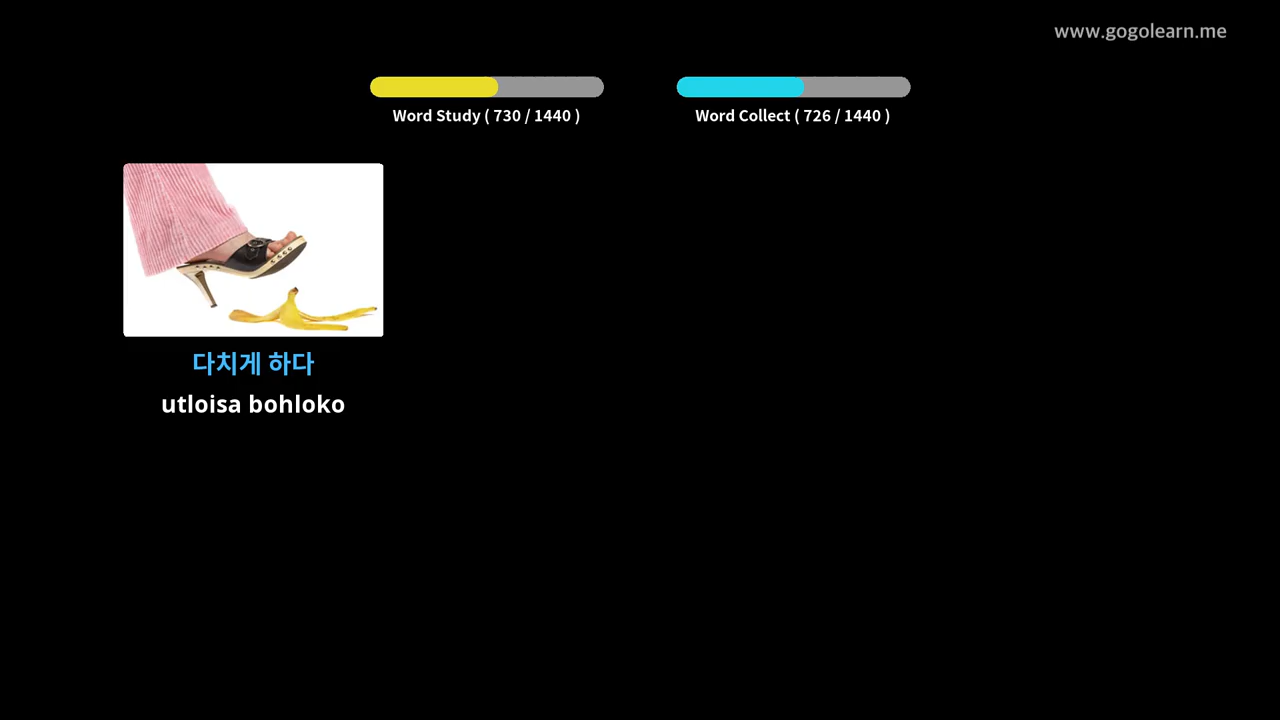 www.gogolearn.me
Word Study ( 730 / 1440 )
Word Collect ( 726 / 1440 )
다치게 하다
utloisa bohloko